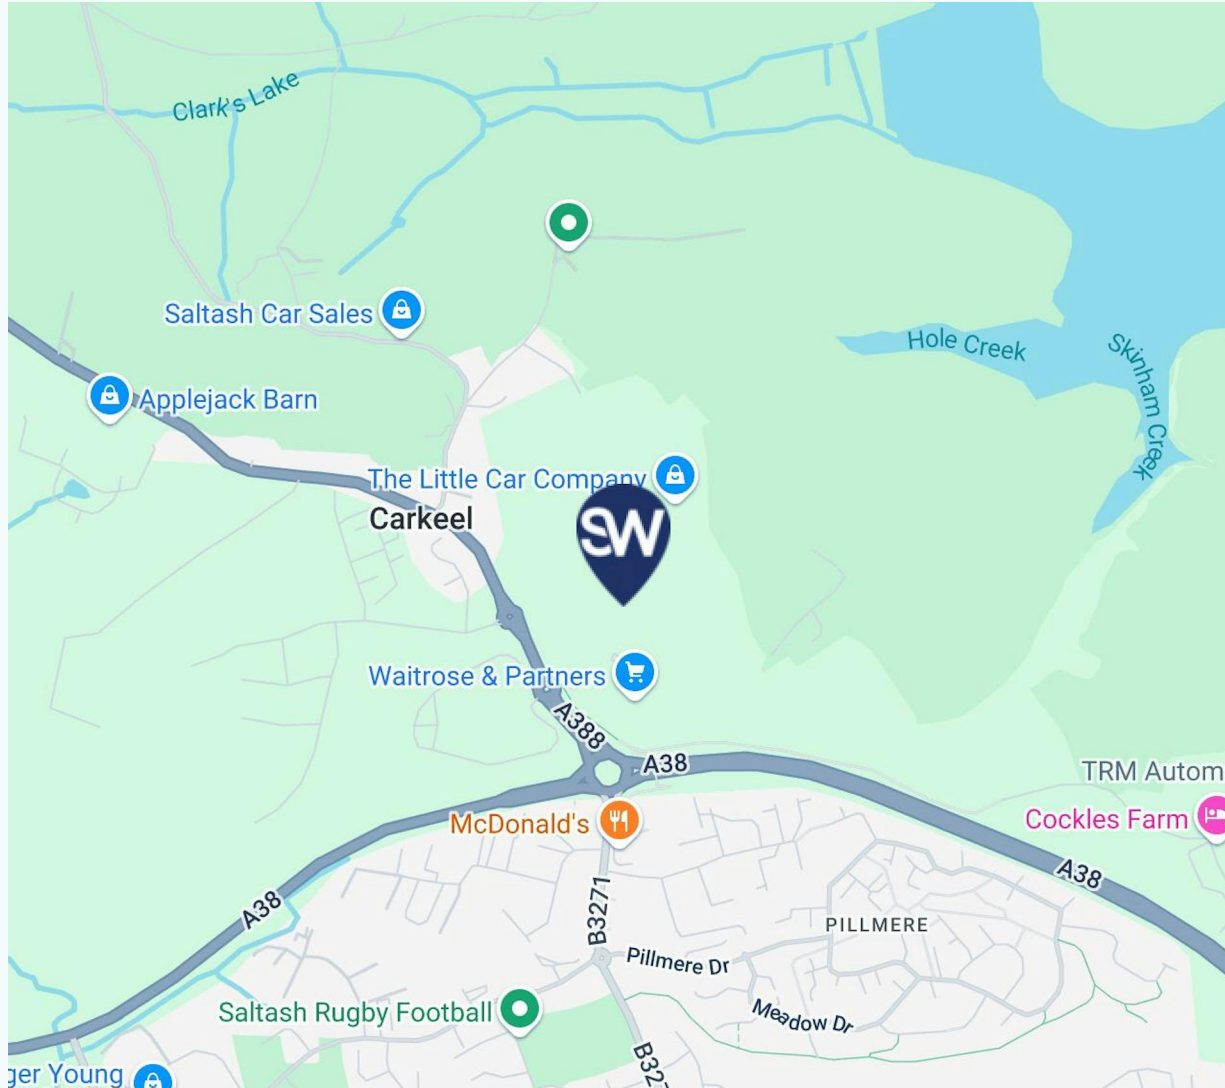 Clark's Lake
Saltash Car Sales
Hole Creek
Skinham Creek
Applejack Barn
The Little Car Company
Carkeel
SW
Waitrose & Partners
A388
A38
TRM Autom
McDonald's
Cockles Farm
A38
A38
B3271
PILLMERE
Pillmere Dr
Saltash Rugby Football
Meadow Dr
B327
ger Young